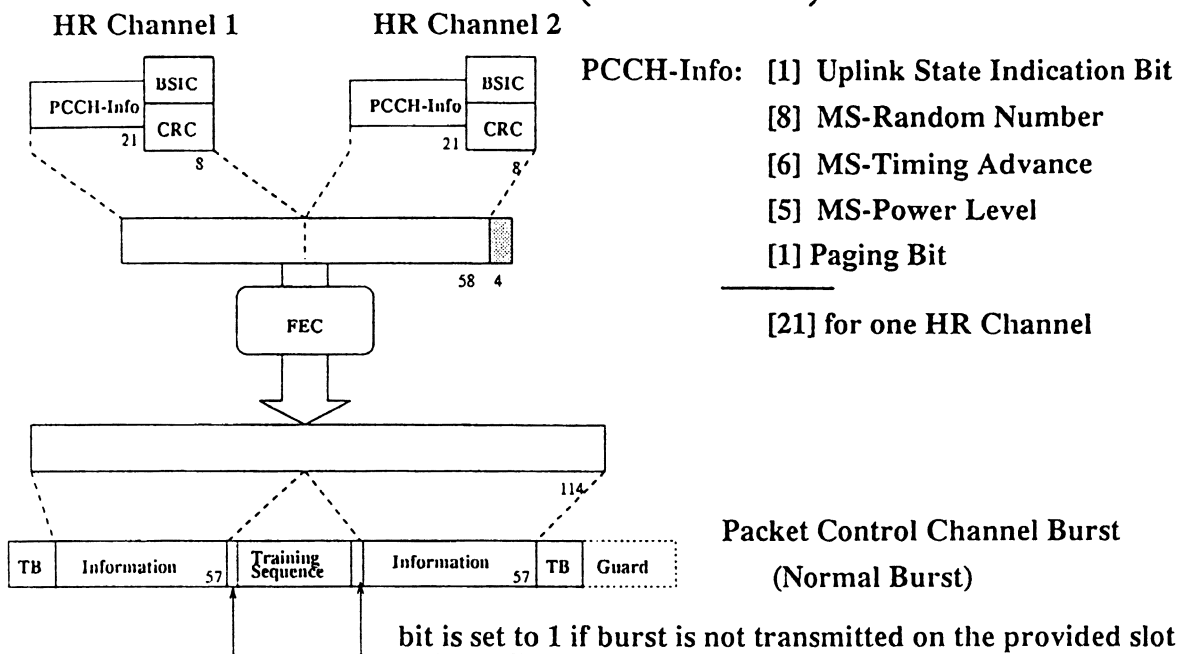 HR Channel 1
HR Channel 2
PCCH-Info
BSIC
CRC
21
8
PCCH-Info
BSIC
CRC
21
8
PCCH-Info: [1] Uplink State Indication Bit
[8] MS-Random Number
[6] MS-Timing Advance
[5] MS-Power Level
[1] Paging Bit
[21] for one HR Channel
58 4
FEC
114
TB
Information
57
Training
Sequence
Information
57
TB
Guard
Packet Control Channel Burst
(Normal Burst)
bit is set to 1 if burst is not transmitted on the provided slot